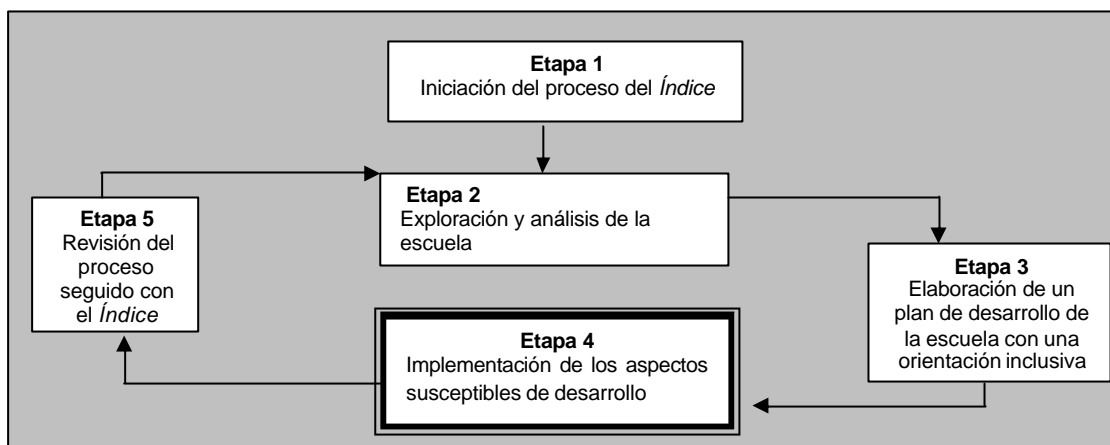 Etapa 1
Iniciación del proceso del Índice
Etapa 2
Exploración y análisis de la
escuela
Etapa 5
Revisión del
proceso
seguido con
el Índice
Etapa 3
Elaboración de un
plan de desarrollo de
la escuela con una
orientación inclusiva
Etapa 4
Implementación de los aspectos
susceptibles de desarrollo